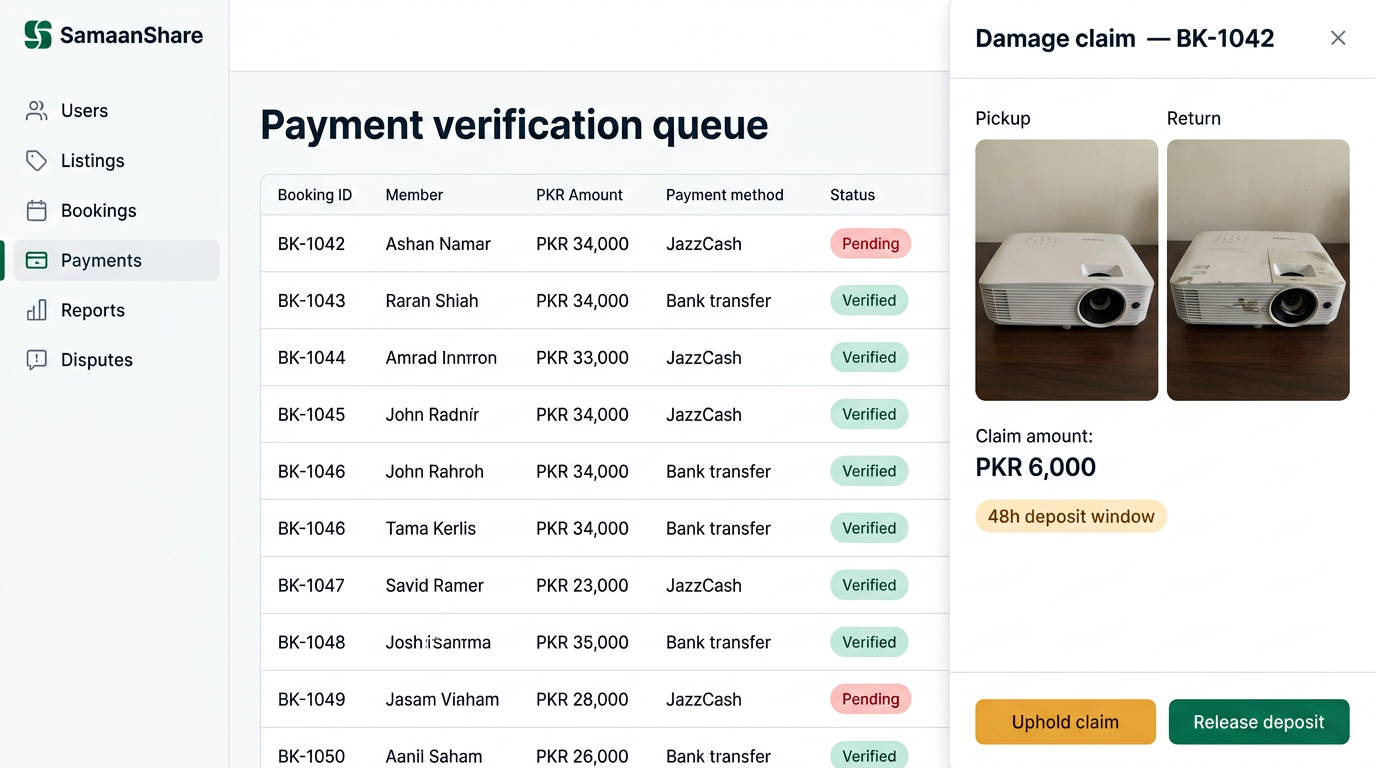 SamaanShare
Users
Listings
Bookings
Payments
Reports
Disputes
Payment verification queue
Booking ID Member PKR Amount Payment method Status
BK-1042 Ashan Namar PKR 34,000 JazzCash Pending
BK-1043 Raran Shiah PKR 34,000 Bank transfer Verified
BK-1044 Amrad PKR 33,000 JazzCash Verified
BK-1045 John Radnír PKR 34,000 JazzCash Verified
BK-1046 John Rahroh PKR 34,000 Bank transfer Verified
BK-1046 Tama Kerlis PKR 34,000 Bank transfer Verified
BK-1047 Savid Ramer PKR 23,000 JazzCash Verified
BK-1048 Josh PKR 35,000 Bank transfer Verified
BK-1049 Jasam Viaham PKR 28,000 JazzCash Pending
BK-1050 Aanil Saham PKR 26,000 Bank transfer Verified
Damage claim — BK-1042
Pickup Return
Claim amount:
PKR 6,000
48h deposit window
Uphold claim Release deposit